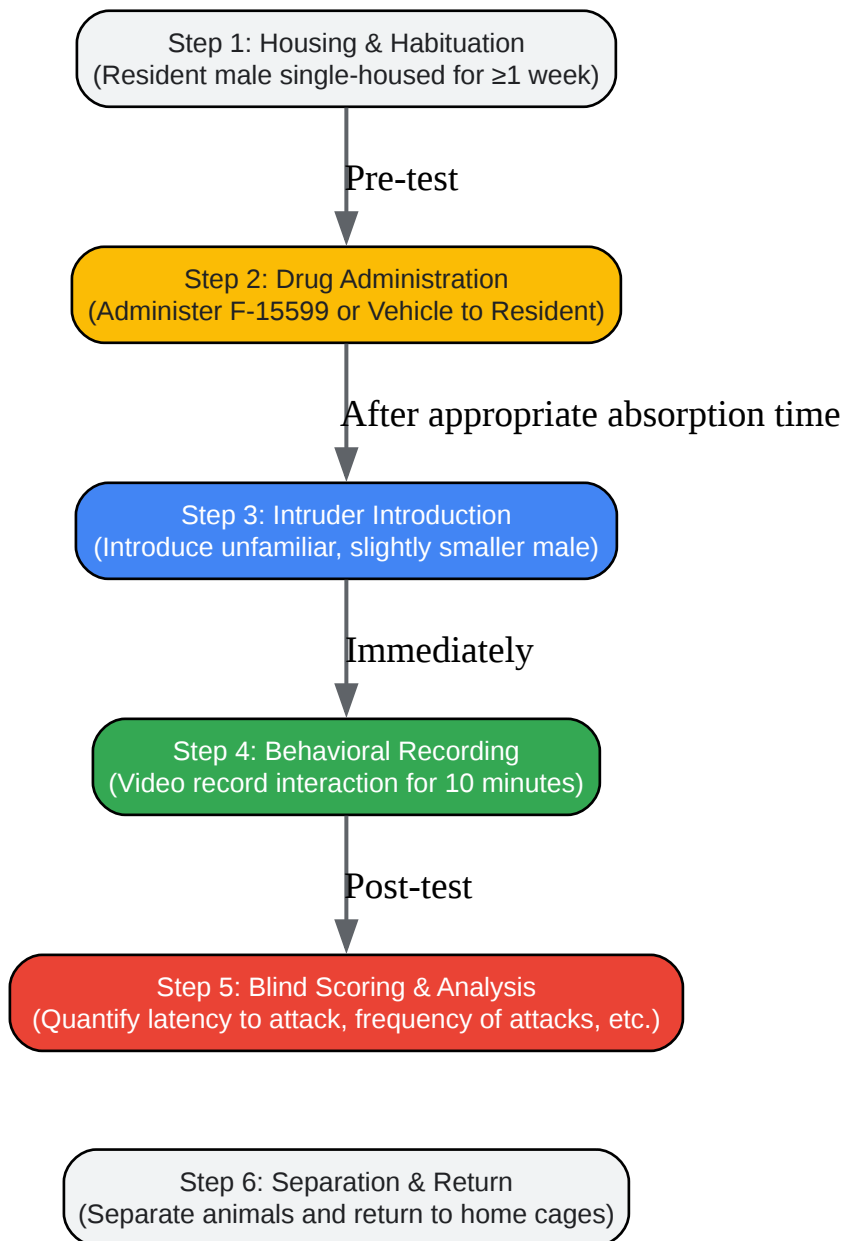 Step 1: Housing & Habituation
(Resident male single-housed for ≥1 week)
Pre-test
Step 2: Drug Administration
(Administer F-15599 or Vehicle to Resident)
After appropriate absorption time
Step 3: Intruder Introduction
(Introduce unfamiliar, slightly smaller male)
Immediately
Step 4: Behavioral Recording
(Video record interaction for 10 minutes)
Post-test
Step 5: Blind Scoring & Analysis
(Quantify latency to attack, frequency of attacks, etc.)
Step 6: Separation & Return
(Separate animals and return to home cages)